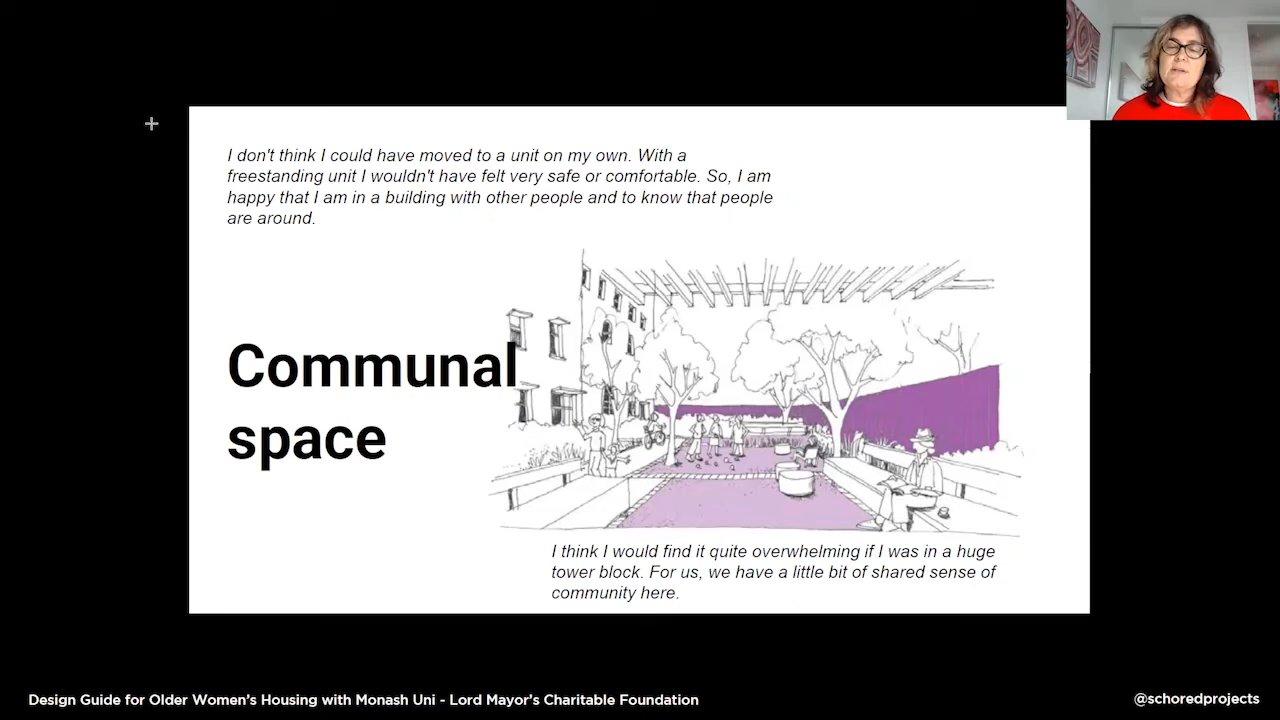 I don't think I could have moved to a unit on my own. With a
freestanding unit I wouldn't have felt very safe or comfortable. So, I am
happy that I am in a building with other people and to know that people
are around.
Communal
space
I think I would find it quite overwhelming if I was in a huge
tower block. For us, we have a little bit of shared sense of
community here.
Design Guide for Older Women's Housing with Monash Uni - Lord Mayor's Charitable Foundation
@schoredprojects